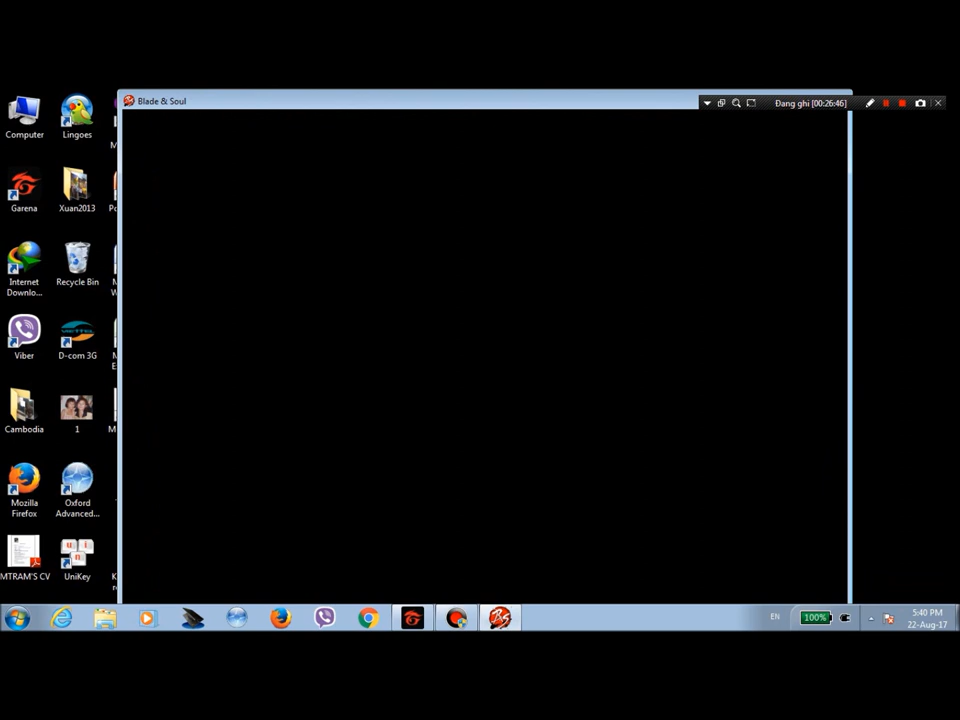 Blade & Soul
Đang ghi [00:26:46]
Computer
Lingoes
Garena
Xuan2013
Internet
Downlo...
Recycle Bin
Viber
D-com 3G
VIETTEL
Cambodia
1
Mozilla
Firefox
Oxford
Advanced...
MTRAM'S CV
UniKey
EN
100%
5:40 PM
22-Aug-17